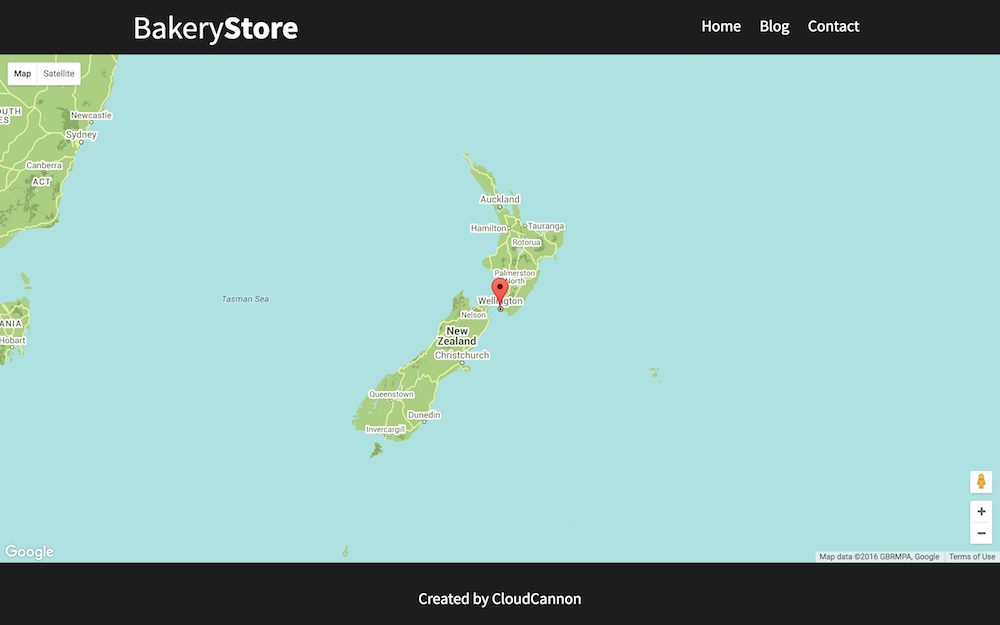 BakeryStore
Home Blog Contact
Map Satellite
OUTH
ES
Newcastle
Sydney
Canberra
ACT
Auckland
Hamilton
Tauranga
Rotorua
Palmerston
North
Tasman Sea
Wellington
Nelson
ANIA
Hobart
New
Zealand
Christchurch
Queenstown
Dunedin
Invercargill
+
−
Google
Map data ©2016 GBRMPA, Google Terms of Use
Created by CloudCannon